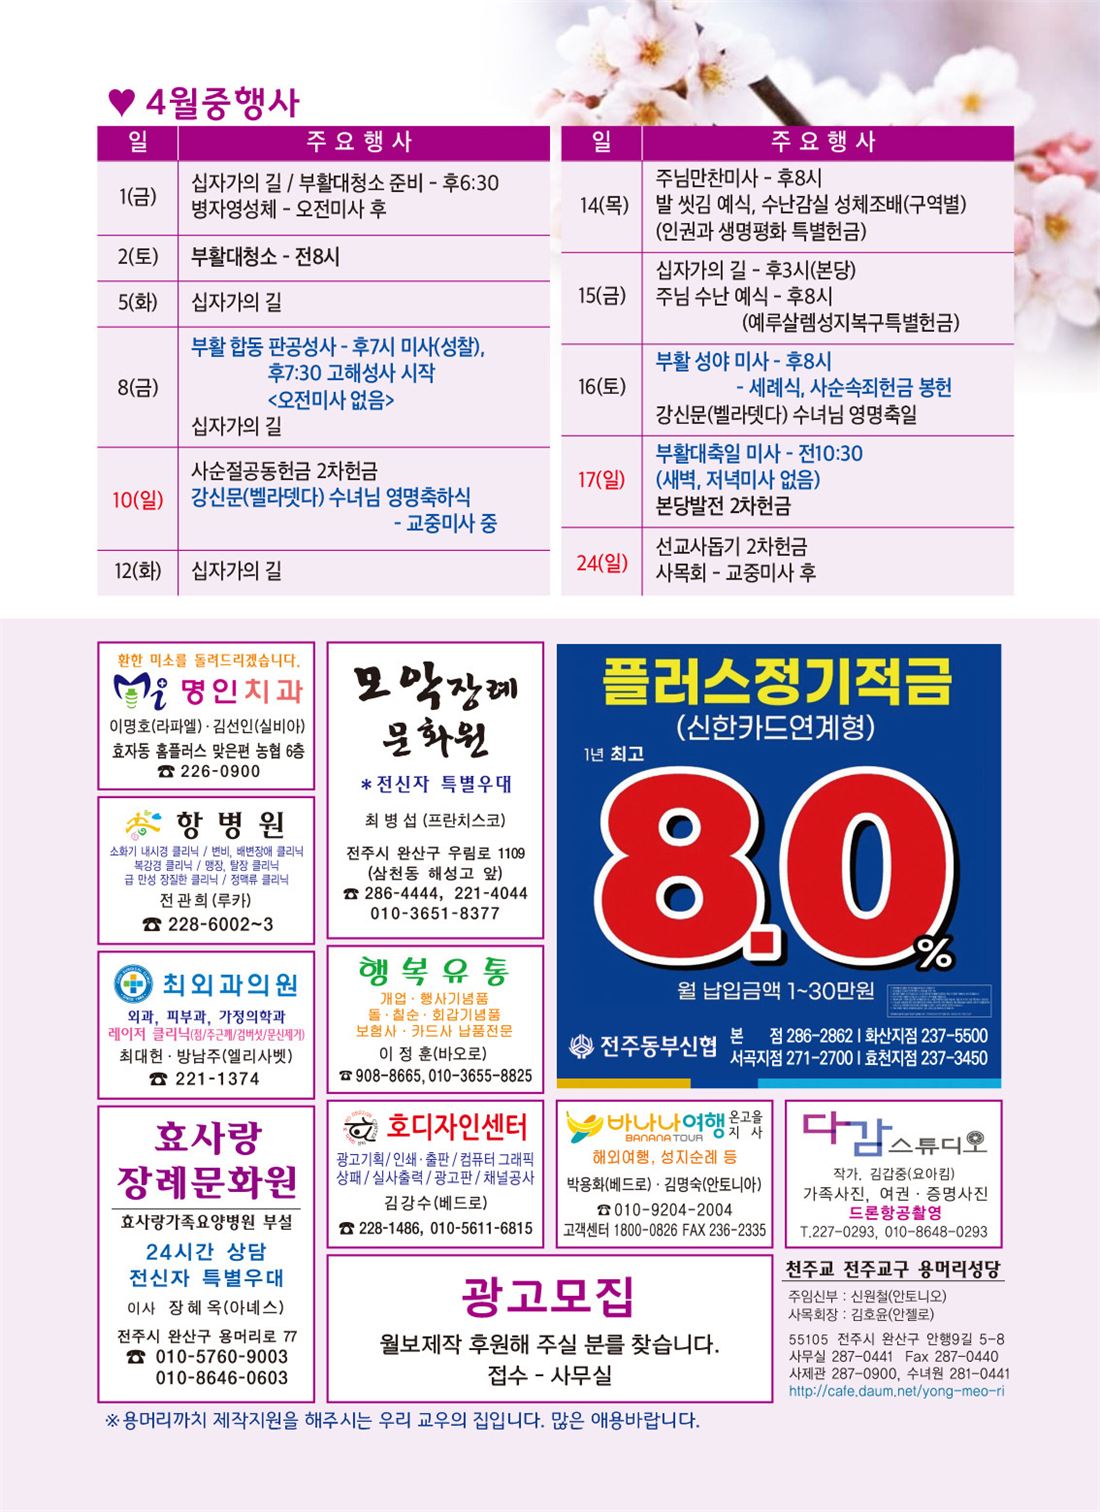 ♥ 4월중행사
일 주요행사
1(금)
십자가의 길 / 부활대청소 준비 - 후6:30
병자영성체 - 오전미사 후
2(토) 부활대청소 - 전8시
5(화) 십자가의 길
8(금)
부활 합동 판공성사 - 후7시 미사(성찰),
후7:30 고해성사 시작
<오전미사 없음>
십자가의 길
10(일)
사순절공동헌금 2차헌금
강신문(벨라뎃다) 수녀님 영명축하식
- 교중미사 중
12(화) 십자가의 길
일 주요행사
14(목)
주님만찬미사 - 후8시
발 씻김 예식, 수난감실 성체조배(구역별)
(인권과 생명평화 특별헌금)
15(금)
십자가의 길 - 후3시(본당)
주님 수난 예식 - 후8시
(예루살렘성지복구특별헌금)
16(토)
부활 성야 미사 - 후8시
- 세례식, 사순속죄헌금 봉헌
강신문(벨라뎃다) 수녀님 영명축일
17(일)
부활대축일 미사 - 전10:30
(새벽, 저녁미사 없음)
본당발전 2차헌금
24(일)
선교사돕기 2차헌금
사목회 - 교중미사 후
환한 미소를 돌려드리겠습니다.
Mi 명인치과
이명호(라파엘)·김선인(실비아)
효자동 홈플러스 맞은편 농협 6층
☎ 226-0900
항병원
소화기 내시경 클리닉 / 변비, 배변장애 클리닉
복강경 클리닉 / 맹장, 탈장 클리닉
급 만성 장질한 클리닉 / 정맥류 클리닉
전관희(루카)
☎ 228-6002~3
최외과의원
외과, 피부과, 가정의학과
레이저 클리닉(점/주근깨/검버섯/문신제거)
최대헌·방남주(엘리사벳)
☎ 221-1374
효사랑
장례문화원
효사랑가족요양병원 부설
24시간 상담
전신자 특별우대
이사 장혜옥(아녜스)
전주시 완산구 용머리로 77
☎ 010-5760-9003
010-8646-0603
모악장례
문화원
*전신자 특별우대
최병섭(프란치스코)
전주시 완산구 우림로 1109
(삼천동 해성고 앞)
☎ 286-4444, 221-4044
010-3651-8377
행복유통
개업·행사기념품
돌·칠순·회갑기념품
보험사·카드사 납품전문
이정훈(바오로)
☎ 908-8665, 010-3655-8825
호디자인센터
광고기획/인쇄·출판/컴퓨터그래픽
상패/실사출력/광고판/채널공사
김강수(베드로)
☎ 228-1486, 010-5611-6815
플러스정기적금
(신한카드연계형)
1년 최고
8.0%
월 납입금액 1~30만원
전주동부신협
본 점 286-2862 | 화산지점 237-5500
서곡지점 271-2700 | 효천지점 237-3450
바나나여행 온고을
BANANA TOUR 지사
해외여행, 성지순례 등
박용화(베드로)·김명숙(안토니아)
☎ 010-9204-2004
고객센터 1800-0826 FAX 236-2335
다감스튜디오
작가. 김갑중(요아킴)
가족사진, 여권·증명사진
드론항공촬영
T.227-0293, 010-8648-0293
광고모집
월보제작 후원해 주실 분를 찾습니다.
접수 - 사무실
천주교 전주교구 용머리성당
주임신부 : 신원철(안토니오)
사목회장 : 김호윤(안젤로)
55105 전주시 완산구 안행9길 5-8
사무실 287-0441 Fax 287-0440
사제관 287-0900, 수녀원 281-0441
http://cafe.daum.net/yong-meo-ri
※용머리까치 제작지원을 해주시는 우리 교우의 집입니다. 많은 애용바랍니다.